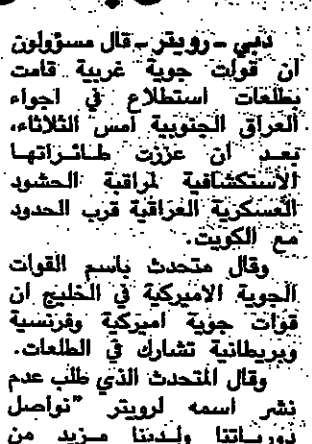 دبي - رويتر - قال مسؤولون
ان قوات جوية غربية قامت
بطلعات استطلاع في اجواء
العراق الجنوبية امس الثلاثاء،
بعد ان عززت طائراتها
الاستكشافية لمراقبة الحشود
العسكرية العراقية قرب الحدود
مع الكويت.
وقال متحدث باسم القوات
الجوية الاميركية في الخليج ان
قوات جوية اميركية وفرنسية
وبريطانية تشارك في الطلعات.
وقال المتحدث الذي طلب عدم
نشر اسمه لرويتر "نواصل
دورياتنا ولدينا مزيد من